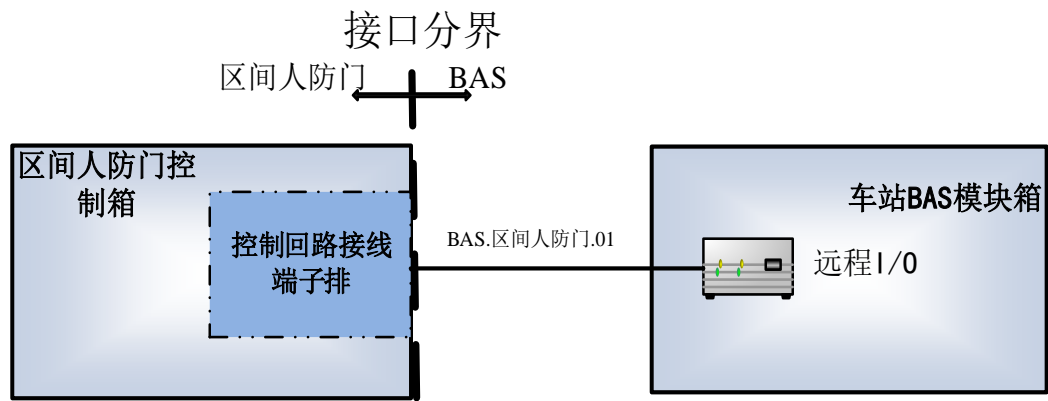 接口分界
区间人防门 BAS
区间人防门控
制箱
控制回路接线
端子排
BAS.区间人防门.01
车站BAS模块箱
远程I/O